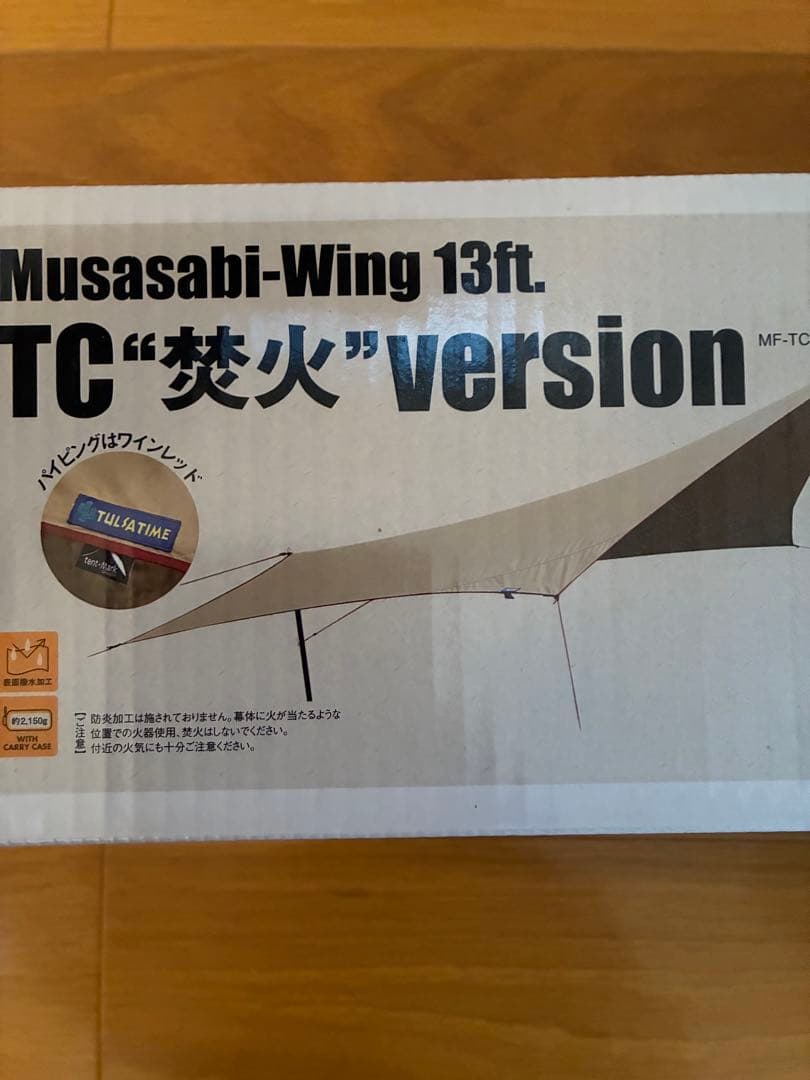 Musasabi-Wing 13ft.
TC“焚火”version
MF-TC
パイピングはワインレッド
TULSATIME
tent-Mark
表面撥水加工
約2,150g
WITH
CARRY CASE
【ご注意】
防炎加工は施されておりません。幕体に火が当たるような
位置での火器使用、焚火はしないでください。
付近の火気にも十分ご注意ください。